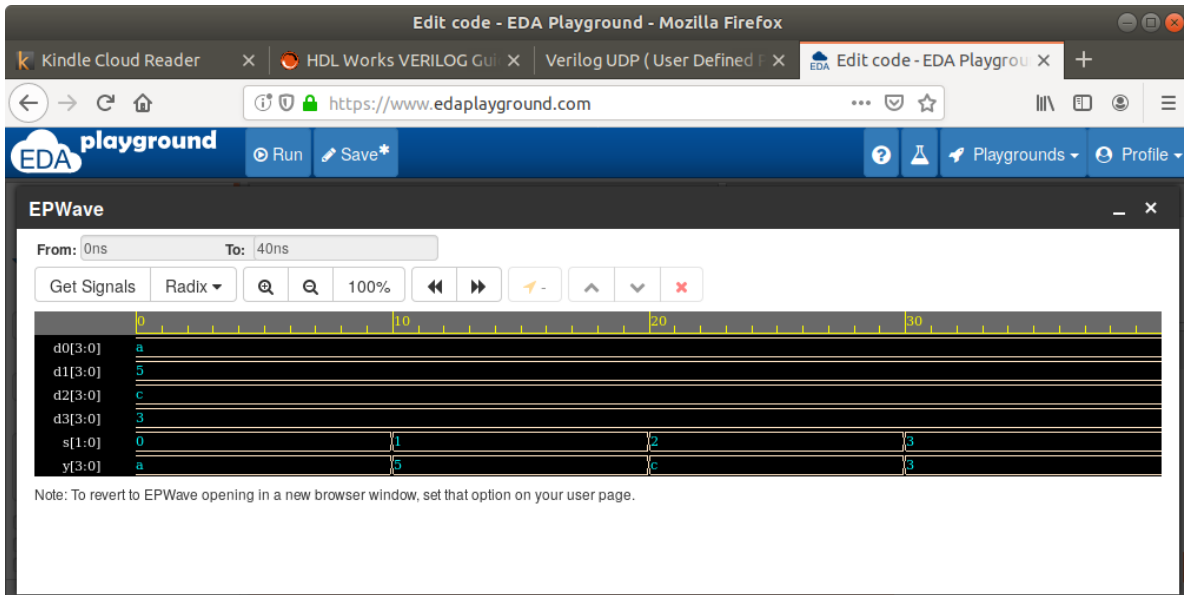 Edit code - EDA Playground - Mozilla Firefox
Kindle Cloud Reader HDL Works VERILOG Gui Verilog UDP ( User Defined P Edit code - EDA Playgrou
https://www.edaplayground.com
EDA playground Run Save* Playgrounds Profile
EPWave
From: 0ns To: 40ns
Get Signals Radix 100% -
0 10 20 30
d0[3:0] a
d1[3:0] 5
d2[3:0] c
d3[3:0] 3
s[1:0] 0 1 2 3
y[3:0] a 5 c 3
Note: To revert to EPWave opening in a new browser window, set that option on your user page.